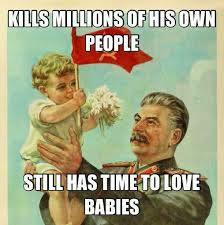 KILLS MILLIONS OF HIS OWN
PEOPLE
STILL HAS TIME TO LOVE
BABIES